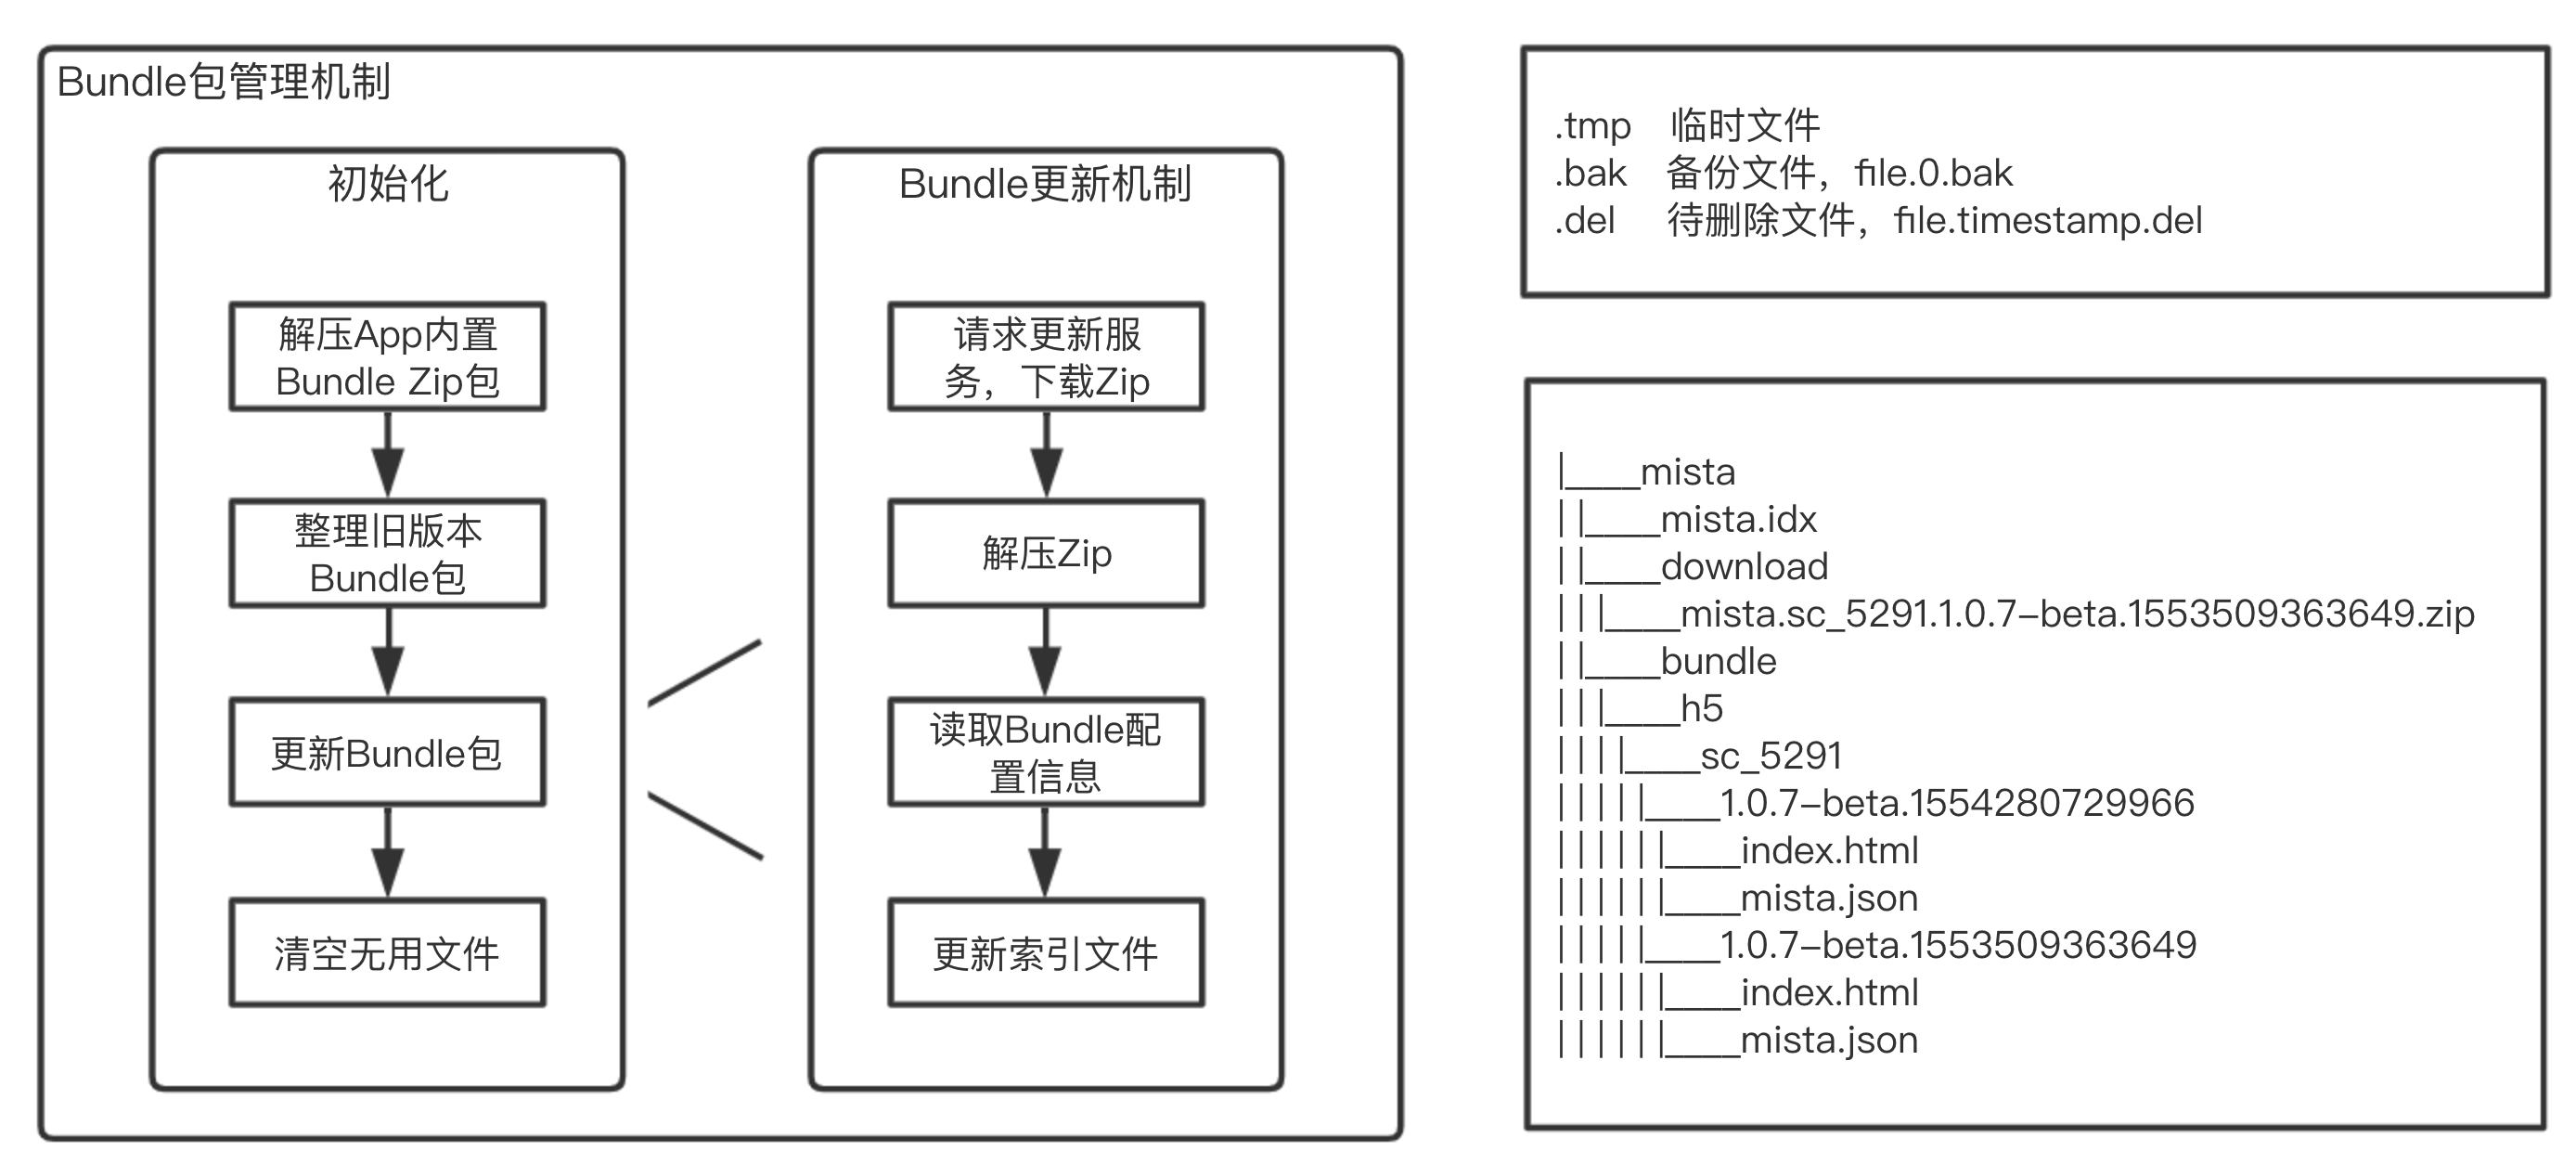 Bundle包管理机制
初始化
解压App内置
Bundle Zip包
整理旧版本
Bundle包
更新Bundle包
清空无用文件
Bundle更新机制
请求更新服
务，下载Zip
解压Zip
读取Bundle配
置信息
更新索引文件
.tmp 临时文件
.bak 备份文件，file.0.bak
.del 待删除文件，file.timestamp.del
|____mista
| |____mista.idx
| |____download
| | |____mista.sc_5291.1.0.7-beta.1553509363649.zip
| |____bundle
| | |____h5
| | | |____sc_5291
| | | | |____1.0.7-beta.1554280729966
| | | | | |____index.html
| | | | | |____mista.json
| | | | |____1.0.7-beta.1553509363649
| | | | | |____index.html
| | | | | |____mista.json